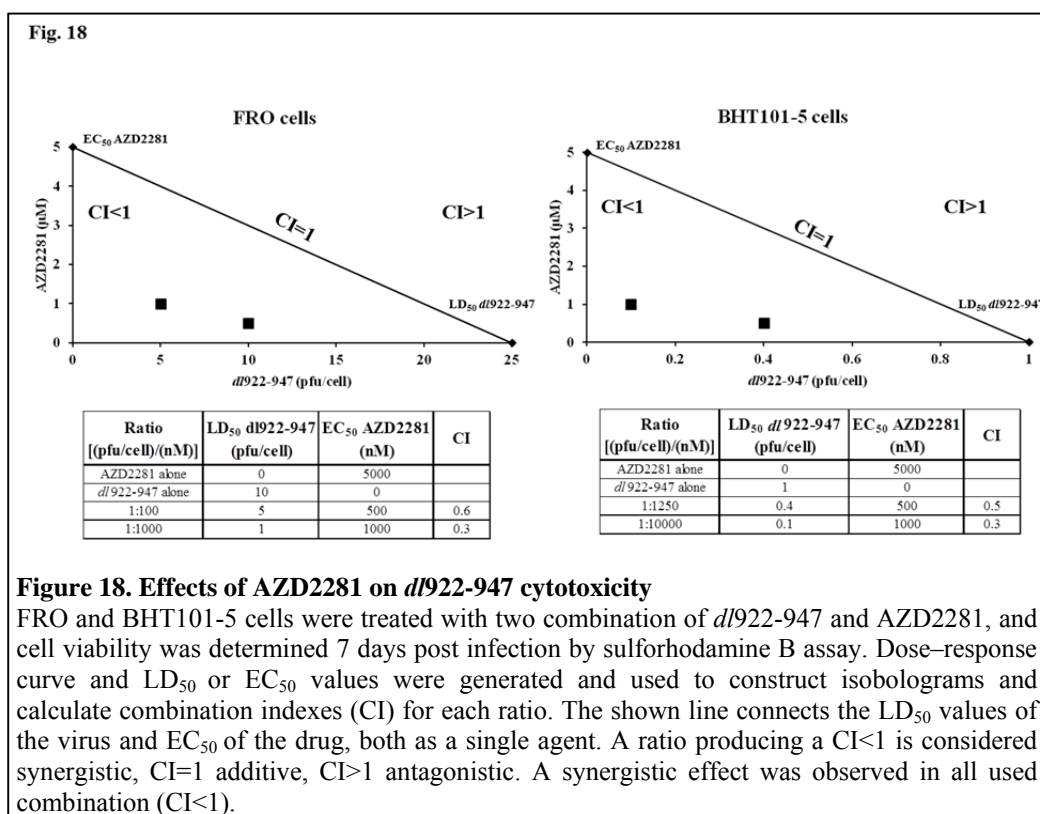 Fig. 18
FRO cells
EC50 AZD2281
5
4
3
2
1
0
AZD2281 (µM)
CI<1
CI=1
CI>1
LD50 dl922-947
0 5 10 15 20 25
dl922-947 (pfu/cell)
BHT101-5 cells
EC50 AZD2281
5
4
3
2
1
0
AZD2281 (µM)
CI<1
CI=1
CI>1
LD50 dl922-947
0 0.2 0.4 0.6 0.8 1
dl922-947 (pfu/cell)
Ratio LD50 dl922-947 EC50 AZD2281 CI
[(pfu/cell)/(nM)] (pfu/cell) (nM)
AZD2281 alone 0 5000
dl922-947 alone 10 0
1:100 5 500 0.6
1:1000 1 1000 0.3
Ratio LD50 dl922-947 EC50 AZD2281 CI
[(pfu/cell)/(nM)] (pfu/cell) (nM)
AZD2281 alone 0 5000
dl922-947 alone 1 0
1:1250 0.4 500 0.5
1:10000 0.1 1000 0.3
Figure 18. Effects of AZD2281 on dl922-947 cytotoxicity
FRO and BHT101-5 cells were treated with two combination of dl922-947 and AZD2281, and
cell viability was determined 7 days post infection by sulforhodamine B assay. Dose–response
curve and LD50 or EC50 values were generated and used to construct isobolograms and
calculate combination indexes (CI) for each ratio. The shown line connects the LD50 values of
the virus and EC50 of the drug, both as a single agent. A ratio producing a CI<1 is considered
synergistic, CI=1 additive, CI>1 antagonistic. A synergistic effect was observed in all used
combination (CI<1).